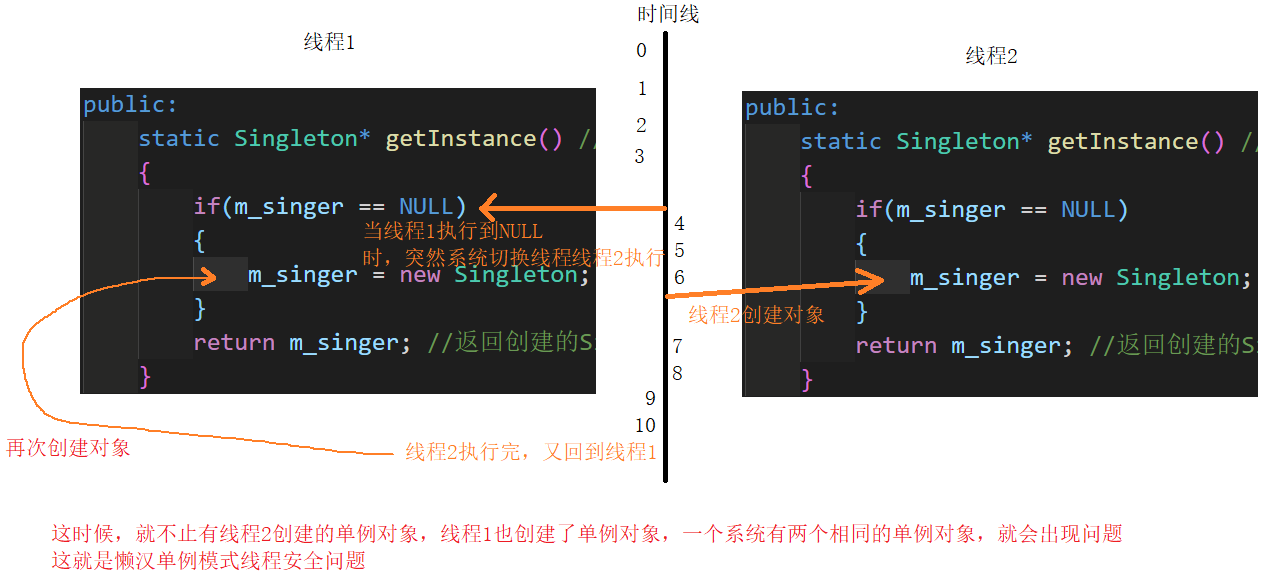 时间线
线程1
线程2
0
1
2
3
4
5
6
7
8
9
10
public:
static Singleton* getInstance() //
{
if(m_singer == NULL)
当线程1执行到NULL
{
时，突然系统切换线程线程2执行
m_singer = new Singleton;
}
return m_singer; //返回创建的S
}
public:
static Singleton* getInstance() //
{
if(m_singer == NULL)
{
m_singer = new Singleton;
}
return m_singer; //返回创建的S
}
线程2创建对象
再次创建对象
线程2执行完，又回到线程1
这时候，就不止有线程2创建的单例对象，线程1也创建了单例对象，一个系统有两个相同的单例对象，就会出现问题
这就是懒汉单例模式线程安全问题